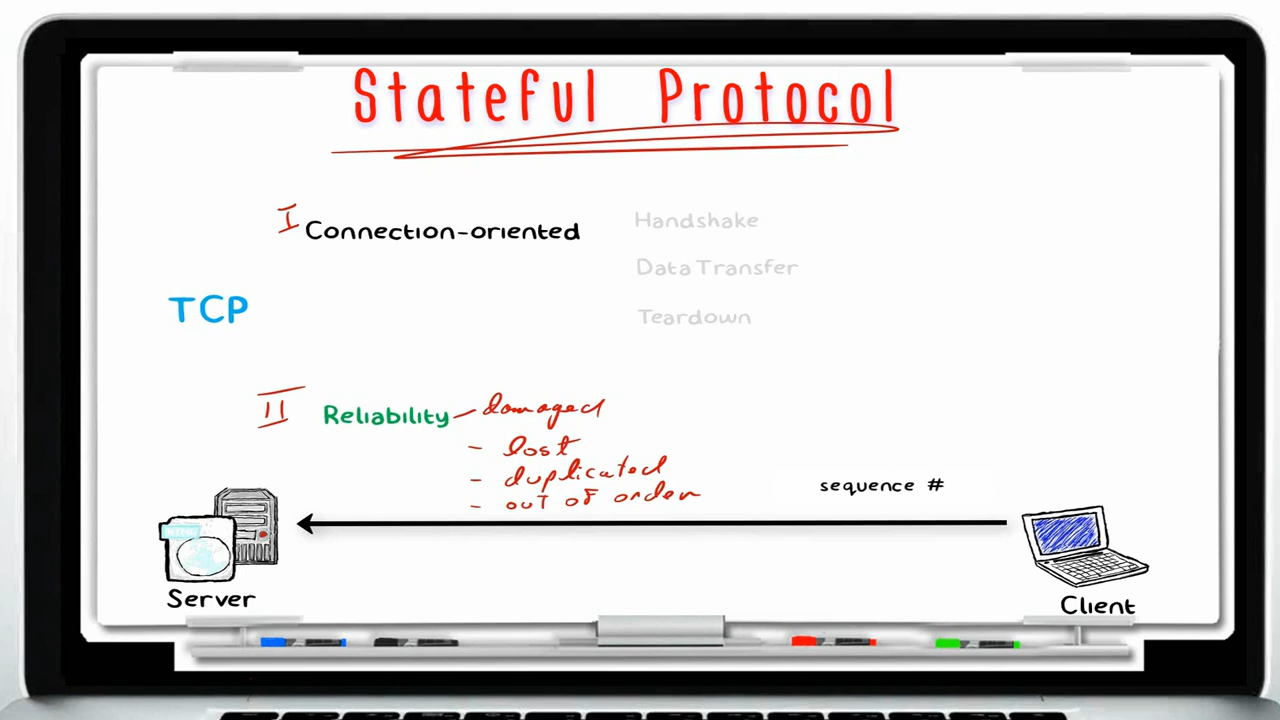 Stateful Protocol
I Connection-oriented
Handshake
Data Transfer
Teardown
TCP
II Reliability - damaged
- lost
- duplicated
- out of order
sequence #
Server
Client